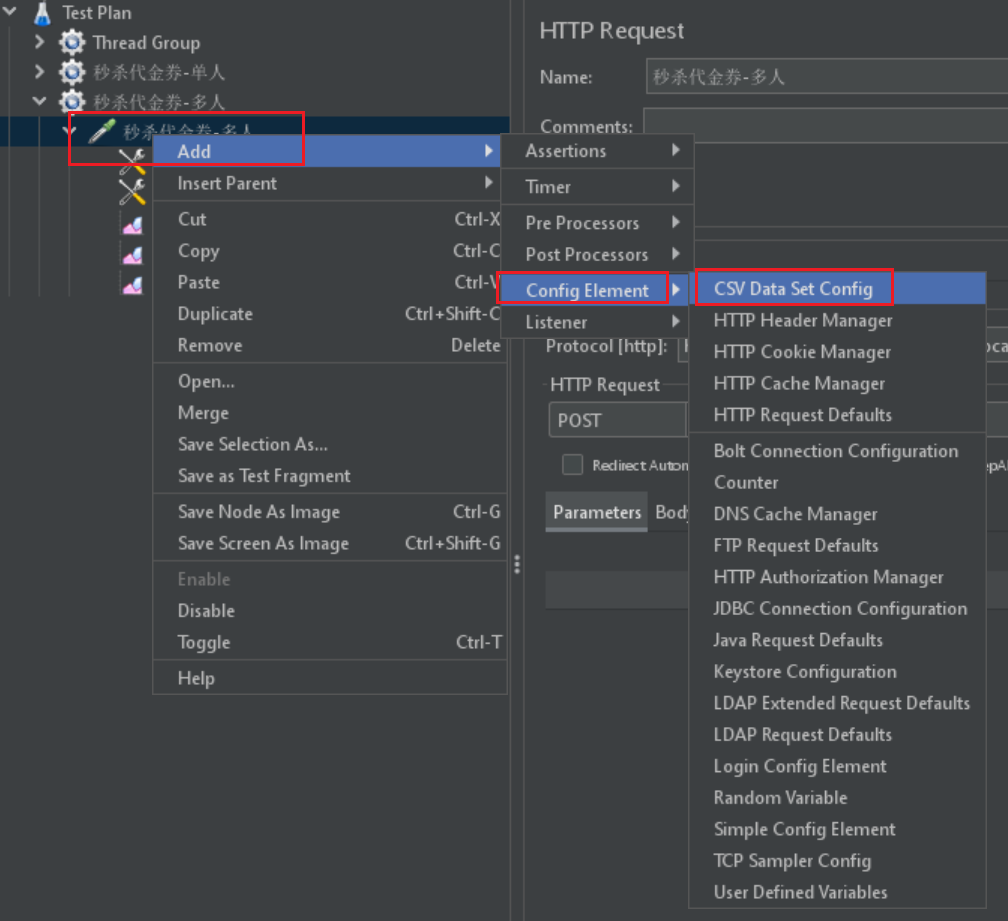 Test Plan
Thread Group
秒杀代金券-单人
秒杀代金券-多人
秒杀代金券-多人
Add
Insert Parent
Cut Ctrl-X
Copy Ctrl-C
Paste Ctrl-V
Duplicate Ctrl+Shift-C
Remove Delete
Open...
Merge
Save Selection As...
Save as Test Fragment
Save Node As Image Ctrl-G
Save Screen As Image Ctrl+Shift-G
Enable
Disable
Toggle Ctrl-T
Help
HTTP Request
Name: 秒杀代金券-多人
Comments:
Assertions
Timer
Pre Processors
Post Processors
Config Element
Listener
Protocol [http]:
HTTP Request
POST
Redirect Autom
Parameters Body
CSV Data Set Config
HTTP Header Manager
HTTP Cookie Manager
HTTP Cache Manager
HTTP Request Defaults
Bolt Connection Configuration
Counter
DNS Cache Manager
FTP Request Defaults
HTTP Authorization Manager
JDBC Connection Configuration
Java Request Defaults
Keystore Configuration
LDAP Extended Request Defaults
LDAP Request Defaults
Login Config Element
Random Variable
Simple Config Element
TCP Sampler Config
User Defined Variables